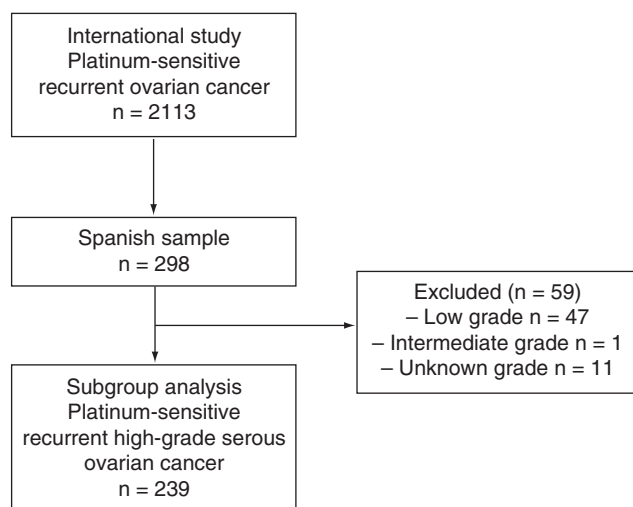 International study
Platinum-sensitive
recurrent ovarian cancer
n = 2113
Spanish sample
n = 298
Excluded (n = 59)
– Low grade n = 47
– Intermediate grade n = 1
– Unknown grade n = 11
Subgroup analysis
Platinum-sensitive
recurrent high-grade serous
ovarian cancer
n = 239